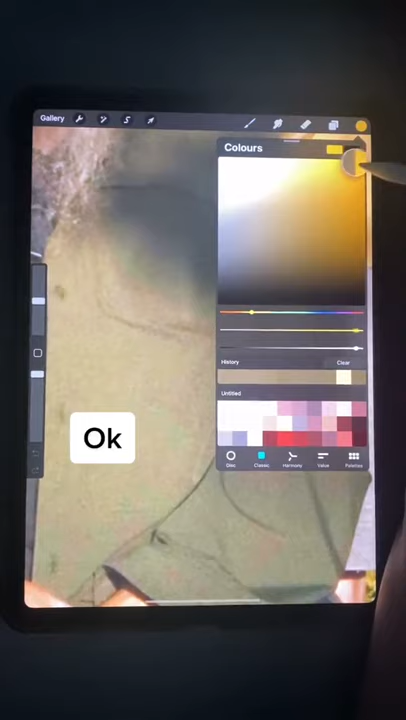 Gallery
Colours
History
Clear
Untitled
Ok
Disc
Classic
Harmony
Value
Palettes